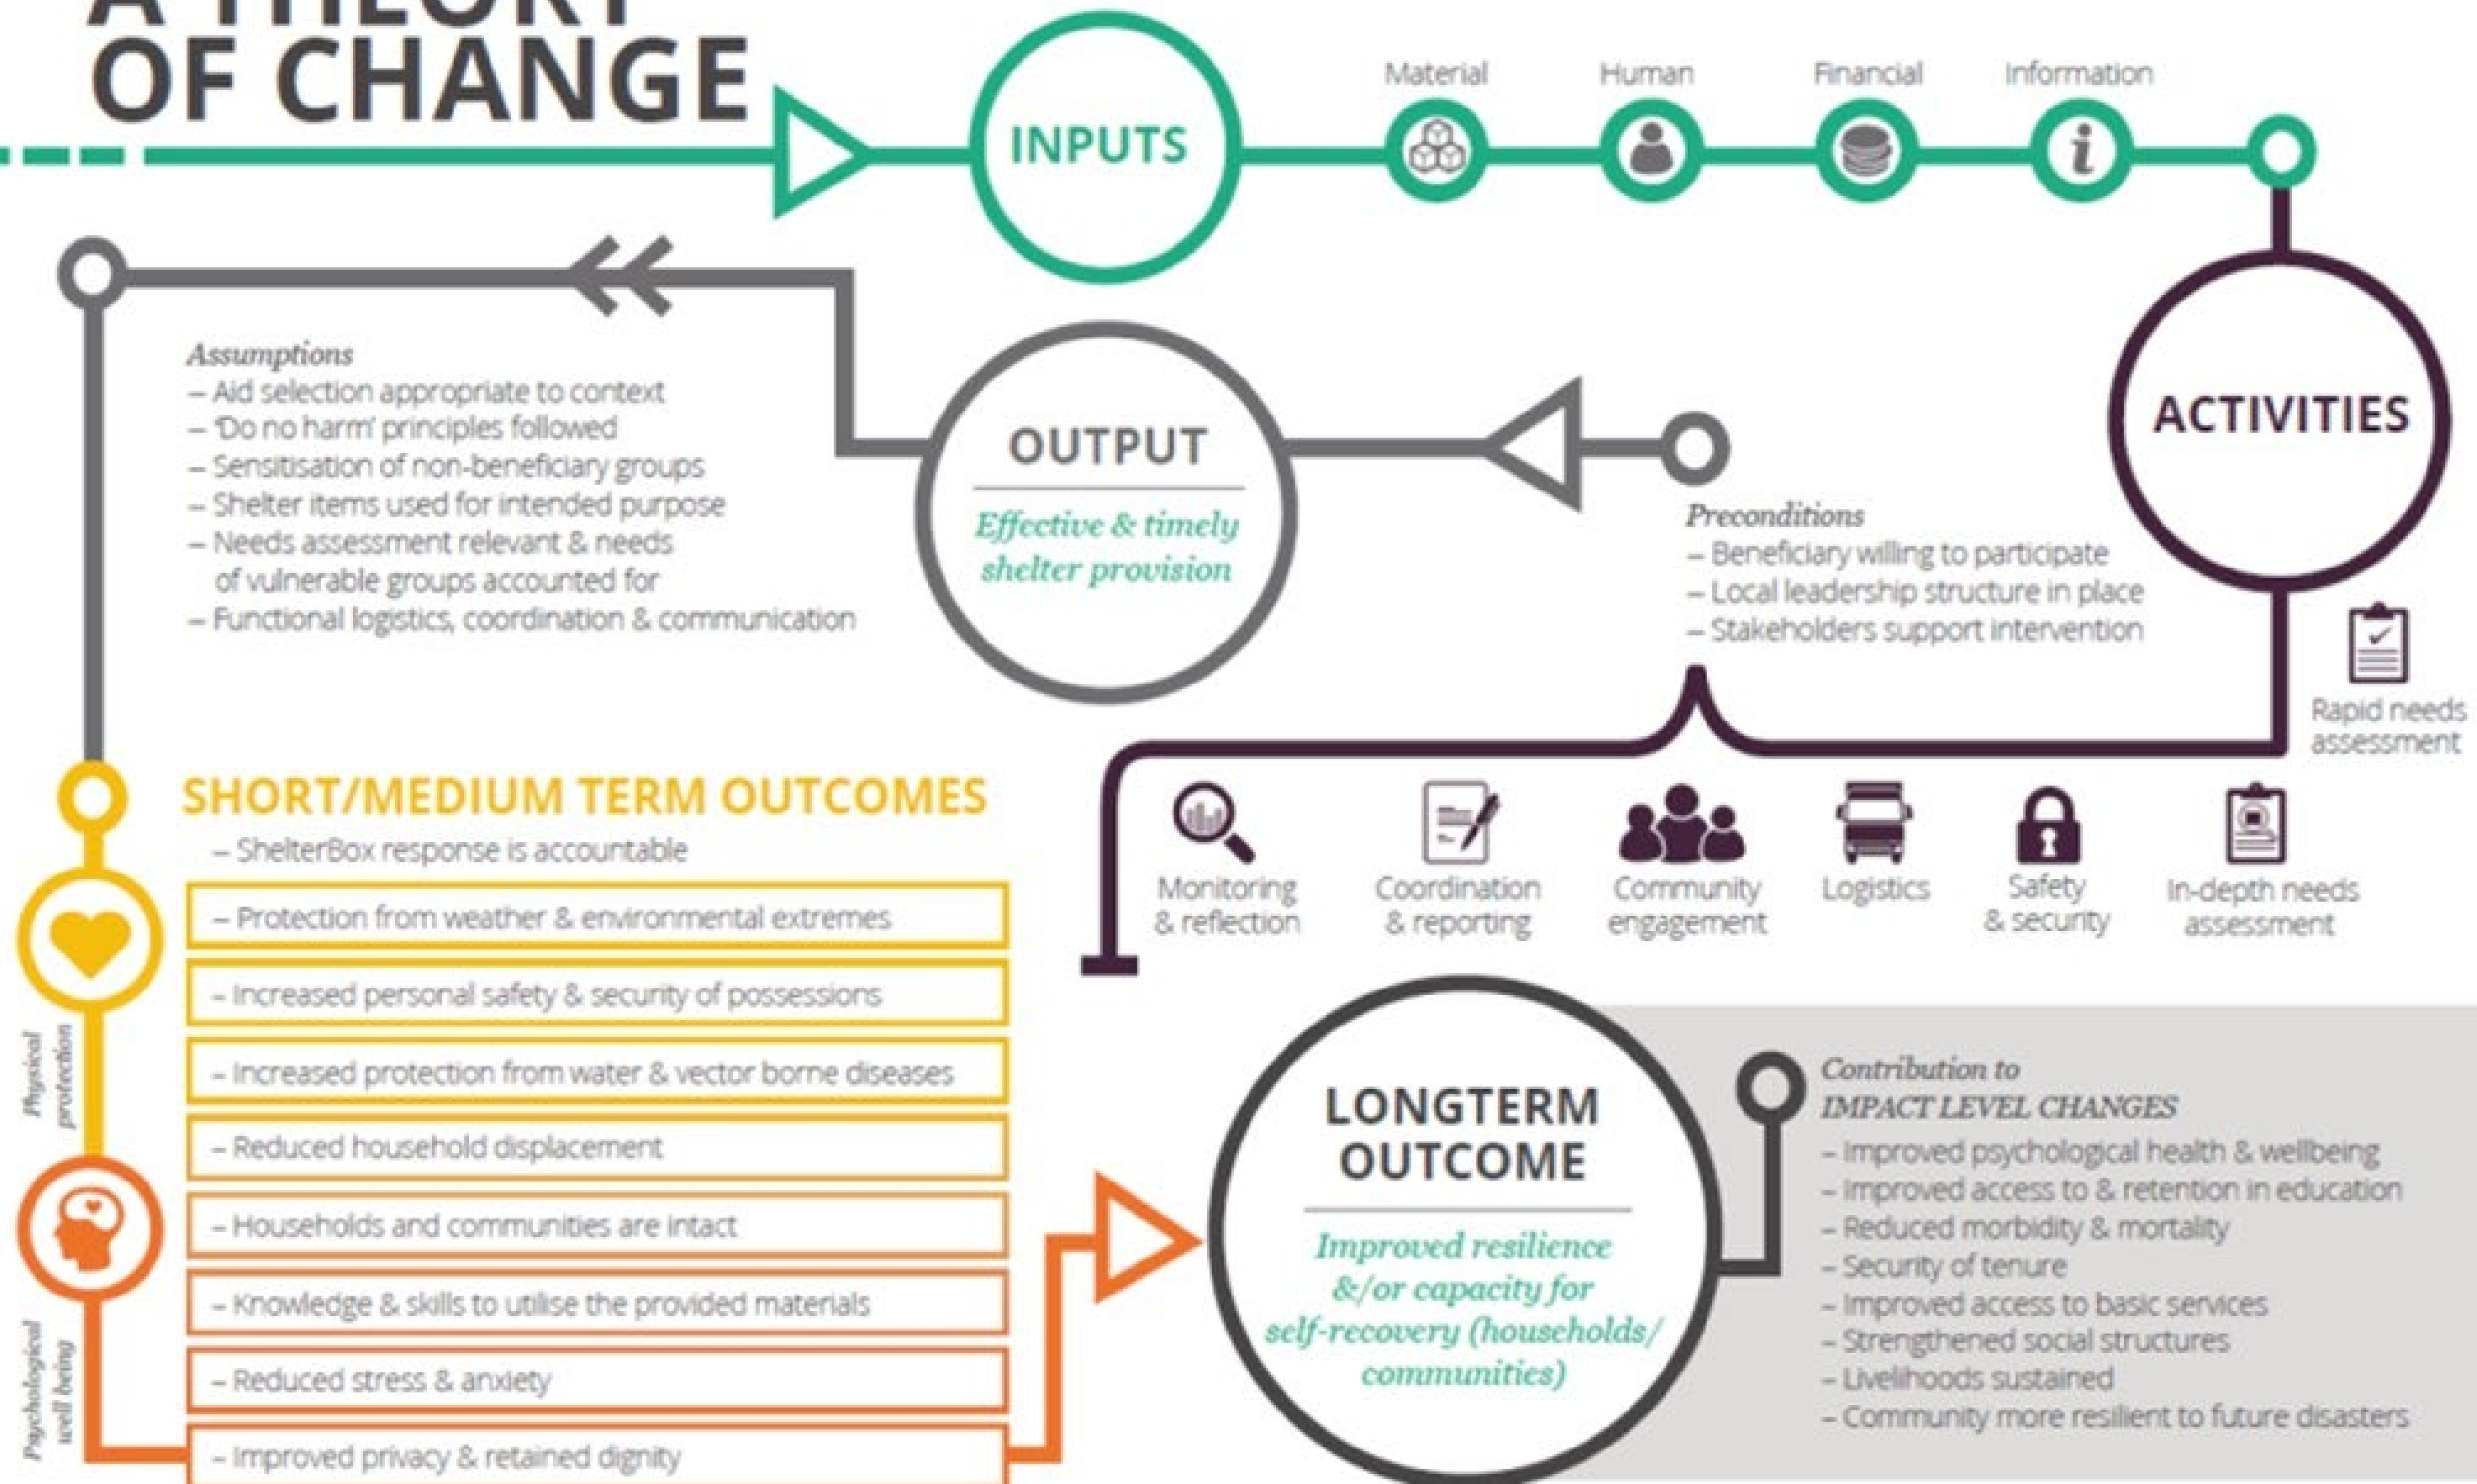 A THEORY
OF CHANGE
INPUTS
Material
Human
Financial
Information
ACTIVITIES
Rapid needs
assessment
Monitoring
& reflection
Coordination
& reporting
Community
engagement
Logistics
Safety
& security
In-depth needs
assessment
Preconditions
– Beneficiary willing to participate
– Local leadership structure in place
– Stakeholders support intervention
OUTPUT
Effective & timely
shelter provision
Assumptions
– Aid selection appropriate to context
– ‘Do no harm’ principles followed
– Sensitisation of non-beneficiary groups
– Shelter items used for intended purpose
– Needs assessment relevant & needs
of vulnerable groups accounted for
– Functional logistics, coordination & communication
SHORT/MEDIUM TERM OUTCOMES
– ShelterBox response is accountable
– Protection from weather & environmental extremes
– Increased personal safety & security of possessions
– Increased protection from water & vector borne diseases
– Reduced household displacement
– Households and communities are intact
– Knowledge & skills to utilise the provided materials
– Reduced stress & anxiety
– Improved privacy & retained dignity
Physical
protection
Psychological
well being
LONGTERM
OUTCOME
Improved resilience
&/or capacity for
self-recovery (households/
communities)
Contribution to
IMPACT LEVEL CHANGES
– Improved psychological health & wellbeing
– Improved access to & retention in education
– Reduced morbidity & mortality
– Security of tenure
– Improved access to basic services
– Strengthened social structures
– Livelihoods sustained
– Community more resilient to future disasters